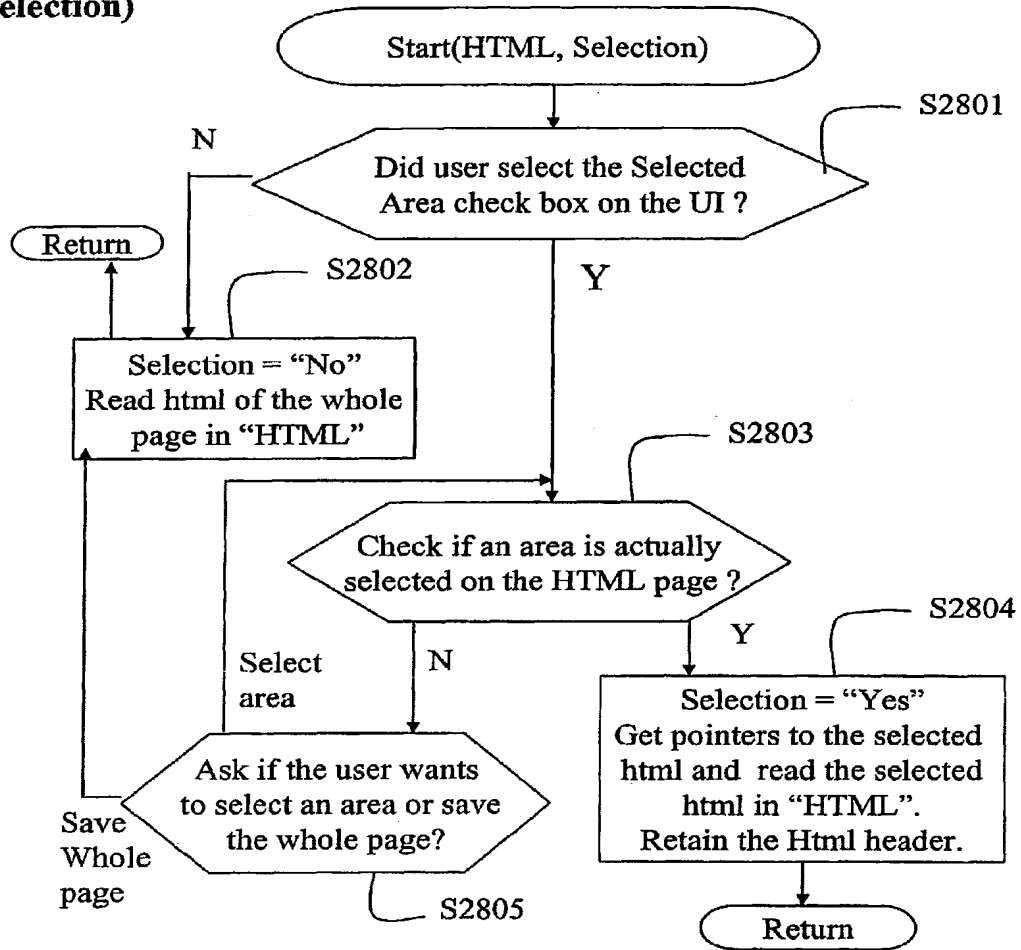 election)
Start(HTML, Selection)
S2801
N
Did user select the Selected
Area check box on the UI ?
Return
S2802
Y
Selection = “No”
Read html of the whole
page in “HTML”
S2803
Check if an area is actually
selected on the HTML page ?
S2804
Y
N
Select
area
Selection = “Yes”
Get pointers to the selected
html and read the selected
html in “HTML”.
Retain the Html header.
Ask if the user wants
to select an area or save
the whole page?
Save
Whole
page
S2805
Return